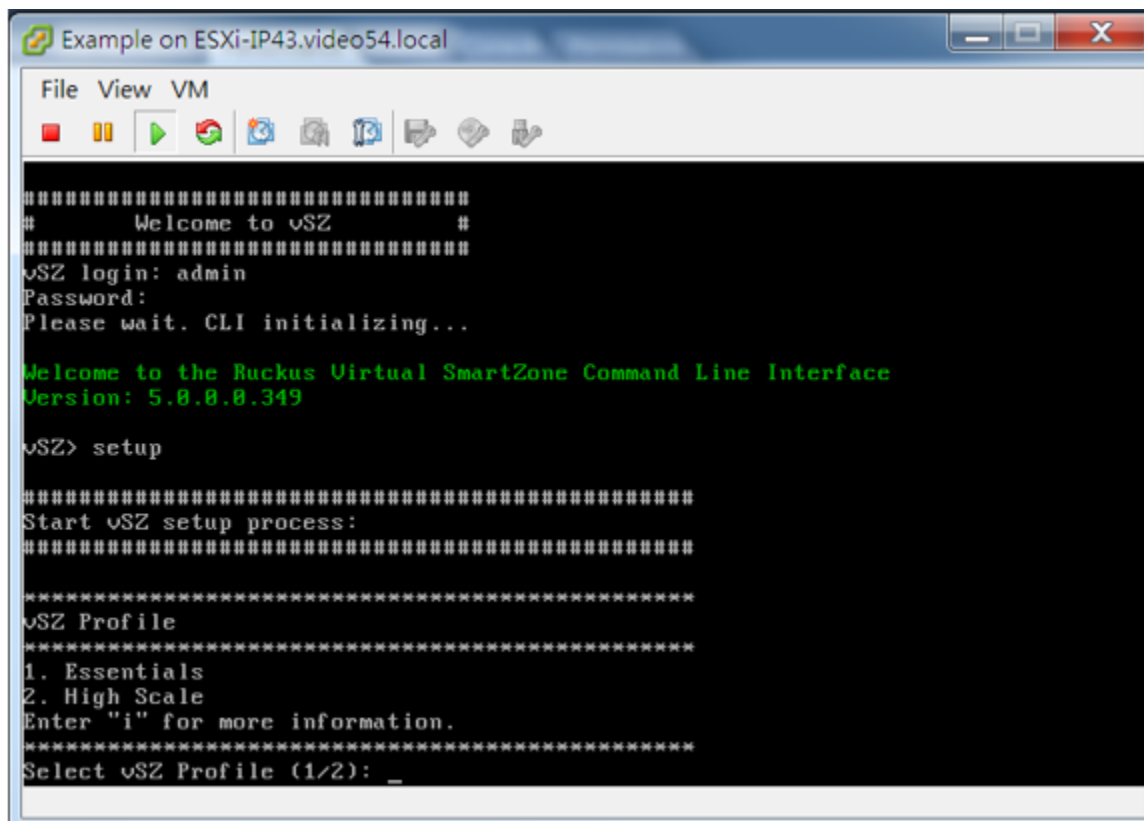 Example on ESXi-IP43.video54.local
File View VM
################################
# Welcome to vSZ #
################################
vSZ login: admin
Password:
Please wait. CLI initializing...
Welcome to the Ruckus Virtual SmartZone Command Line Interface
Version: 5.0.0.0.349
vSZ> setup
################################################
Start vSZ setup process:
################################################
************************************************
vSZ Profile
************************************************
1. Essentials
2. High Scale
Enter "i" for more information.
************************************************
Select vSZ Profile (1/2): _